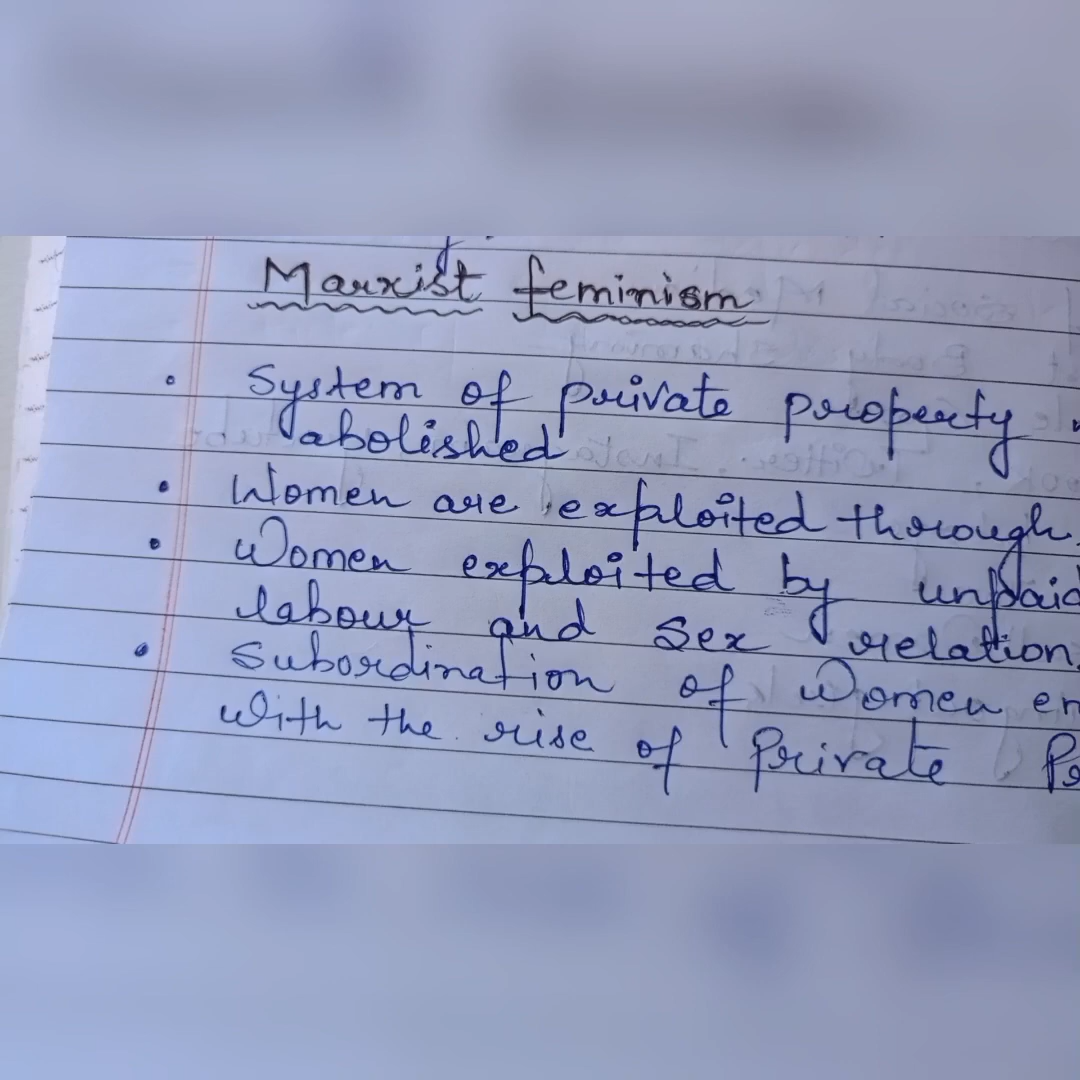 Marxist feminism
• System of private property
abolished
• Women are exploited through
• Women exploited by unpaid
labour and sex relation
• Subordination of Women
with the rise of Private